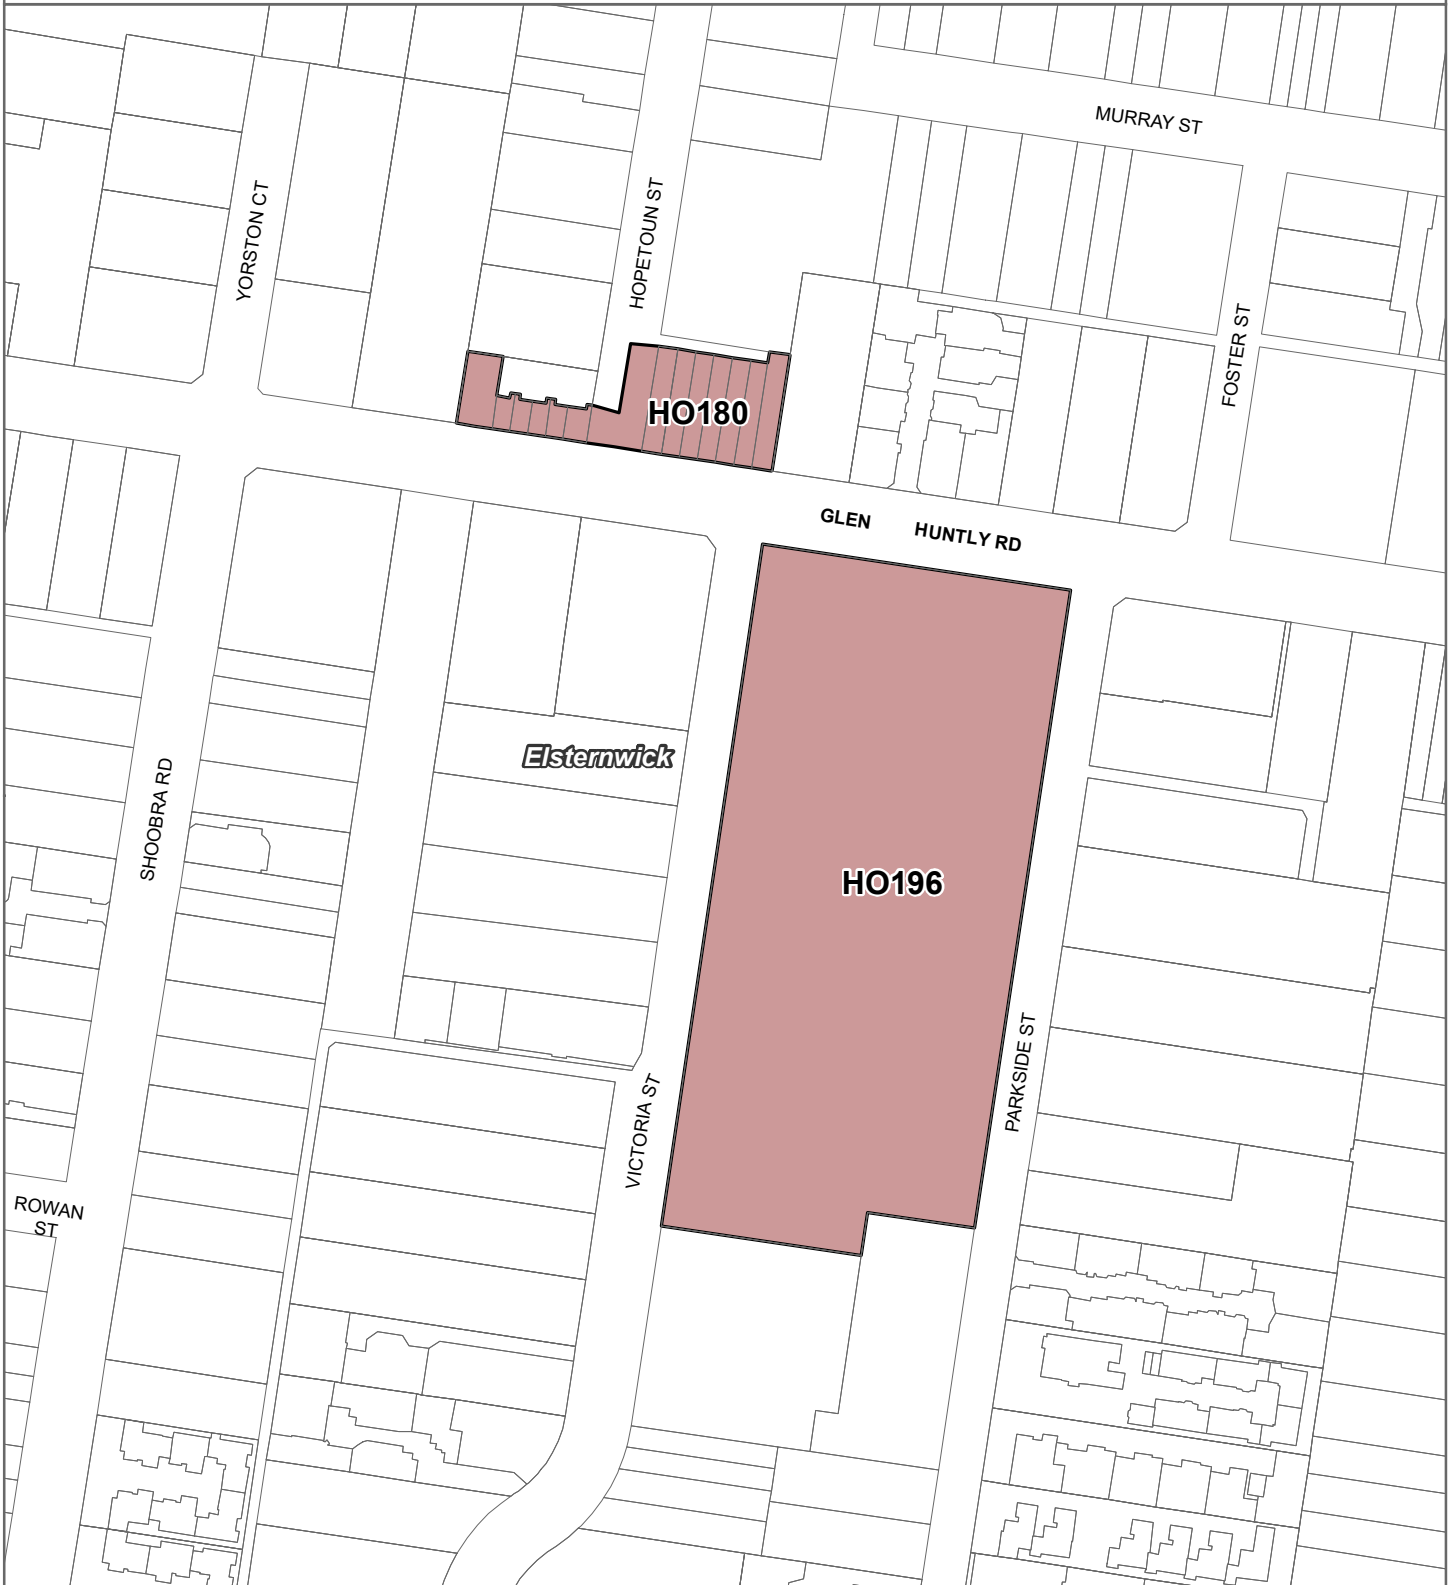 MURRAY ST
YORSTON CT
HOPETOUN ST
FOSTER ST
HO180
GLEN HUNTLY RD
Elsternwick
SHOOBRA RD
HO196
PARKSIDE ST
VICTORIA ST
ROWAN
ST